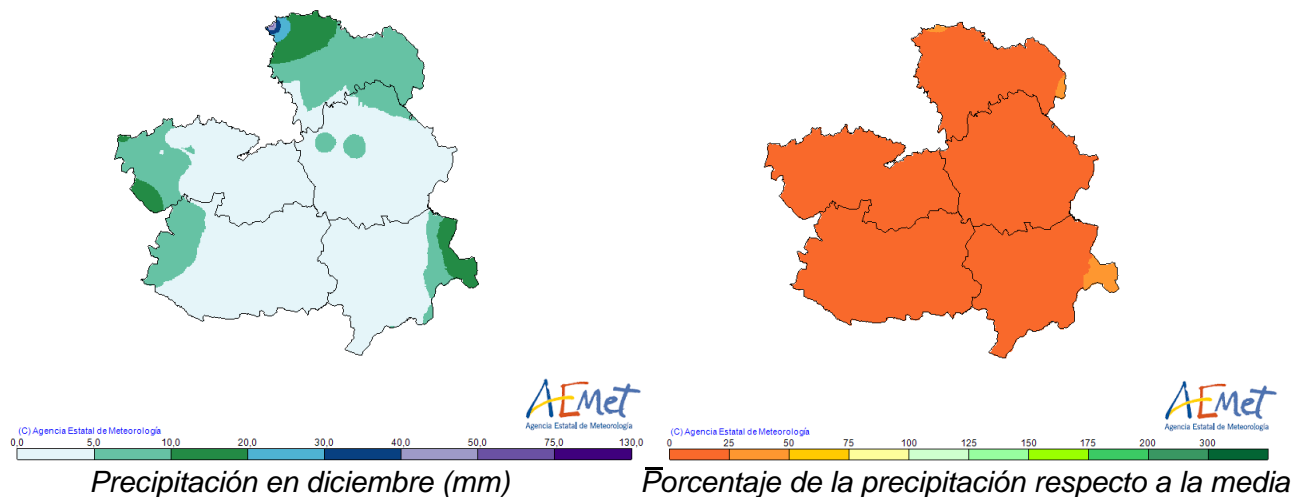 AEMet
Agencia Estatal de Meteorología
(C) Agencia Estatal de Meteorología
0,0 5,0 10,0 20,0 30,0 40,0 50,0 75,0 130,0
Precipitación en diciembre (mm)
AEMet
Agencia Estatal de Meteorología
(C) Agencia Estatal de Meteorología
0 25 50 75 100 125 150 175 200 300
Porcentaje de la precipitación respecto a la media